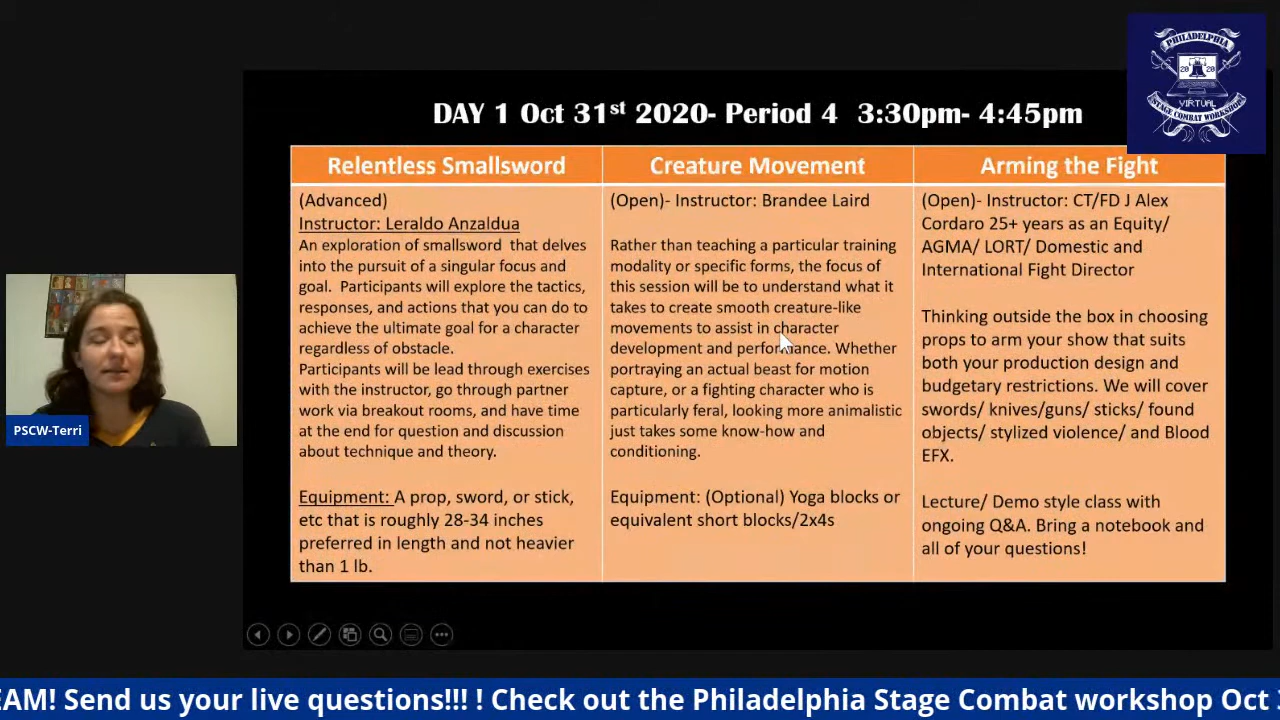 PHILADELPHIA
20 20
VIRTUAL
STAGE COMBAT WORKSHOP
DAY 1 Oct 31st 2020- Period 4 3:30pm- 4:45pm
Relentless Smallsword
(Advanced)
Instructor: Leraldo Anzaldua
An exploration of smallsword that delves
into the pursuit of a singular focus and
goal. Participants will explore the tactics,
responses, and actions that you can do to
achieve the ultimate goal for a character
regardless of obstacle.
Participants will be lead through exercises
with the instructor, go through partner
work via breakout rooms, and have time
at the end for question and discussion
about technique and theory.
Equipment: A prop, sword, or stick,
etc that is roughly 28-34 inches
preferred in length and not heavier
than 1 lb.
Creature Movement
(Open)- Instructor: Brandee Laird
Rather than teaching a particular training
modality or specific forms, the focus of
this session will be to understand what it
takes to create smooth creature-like
movements to assist in character
development and performance. Whether
portraying an actual beast for motion
capture, or a fighting character who is
particularly feral, looking more animalistic
just takes some know-how and
conditioning.
Equipment: (Optional) Yoga blocks or
equivalent short blocks/2x4s
Arming the Fight
(Open)- Instructor: CT/FD J Alex
Cordaro 25+ years as an Equity/
AGMA/ LORT/ Domestic and
International Fight Director
Thinking outside the box in choosing
props to arm your show that suits
both your production design and
budgetary restrictions. We will cover
swords/ knives/guns/ sticks/ found
objects/ stylized violence/ and Blood
EFX.
Lecture/ Demo style class with
ongoing Q&A. Bring a notebook and
all of your questions!
PSCW-Terri
EAM! Send us your live questions!!! ! Check out the Philadelphia Stage Combat workshop Oct